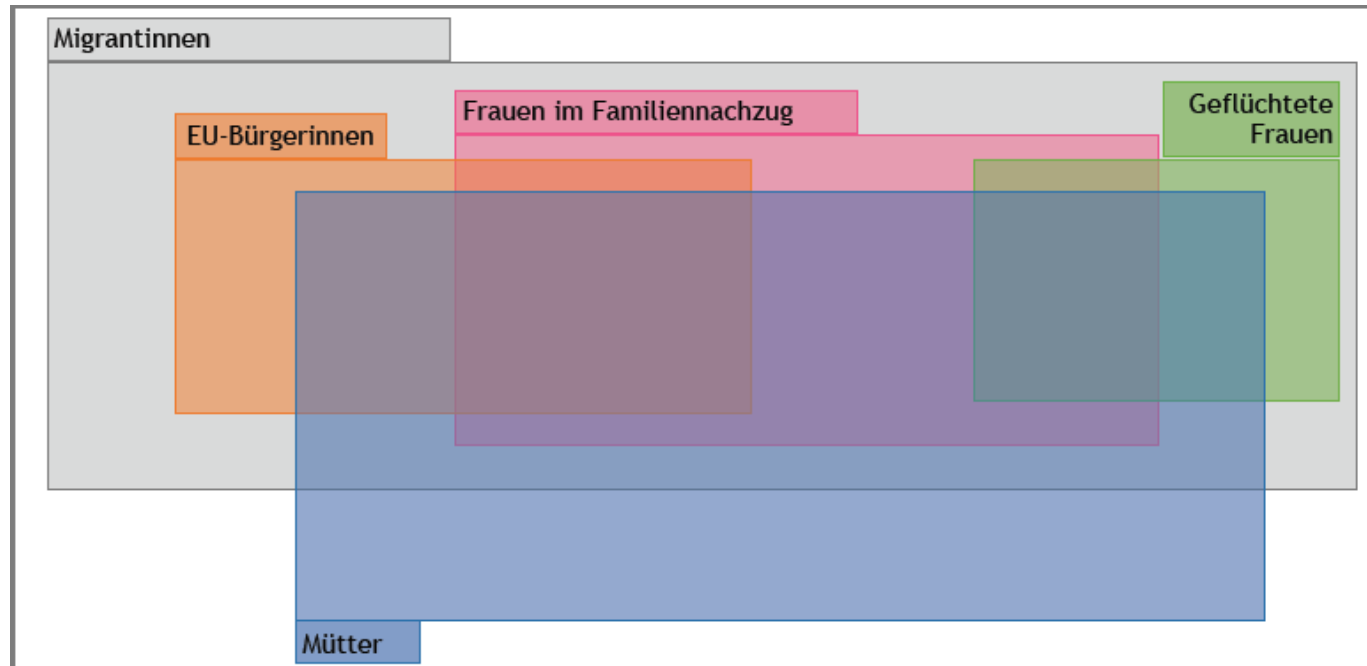 Migrantinnen
Frauen im Familiennachzug
Geflüchtete
Frauen
EU-Bürgerinnen
Mütter